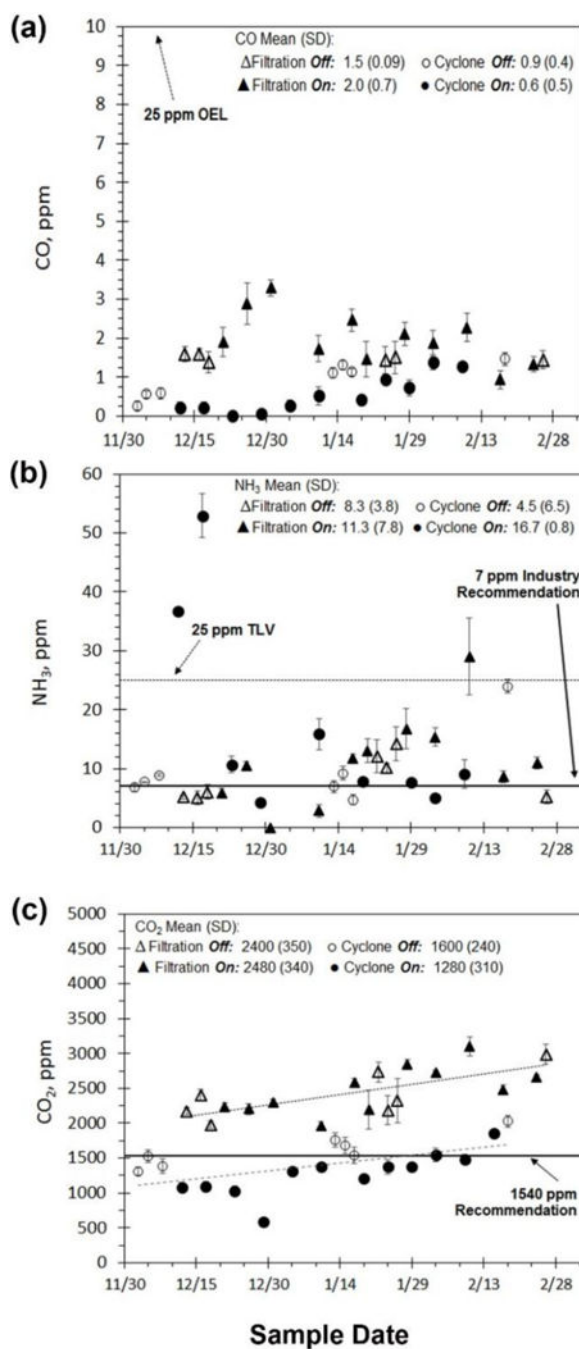 (a)
CO Mean (SD):
△Filtration Off: 1.5 (0.09) ○ Cyclone Off: 0.9 (0.4)
▲Filtration On: 2.0 (0.7) ● Cyclone On: 0.6 (0.5)
25 ppm OEL
CO, ppm
10
9
8
7
6
5
4
3
2
1
0
11/30 12/15 12/30 1/14 1/29 2/13 2/28
(b)
NH3 Mean (SD):
△Filtration Off: 8.3 (3.8) ○ Cyclone Off: 4.5 (6.5)
▲Filtration On: 11.3 (7.8) ● Cyclone On: 16.7 (0.8)
7 ppm Industry
Recommendation
25 ppm TLV
NH3, ppm
60
50
40
30
20
10
0
11/30 12/15 12/30 1/14 1/29 2/13 2/28
(c)
CO2 Mean (SD):
△ Filtration Off: 2400 (350) ○ Cyclone Off: 1600 (240)
▲ Filtration On: 2480 (340) ● Cyclone On: 1280 (310)
CO2, ppm
5000
4500
4000
3500
3000
2500
2000
1500
1000
500
0
1540 ppm
Recommendation
11/30 12/15 12/30 1/14 1/29 2/13 2/28
Sample Date